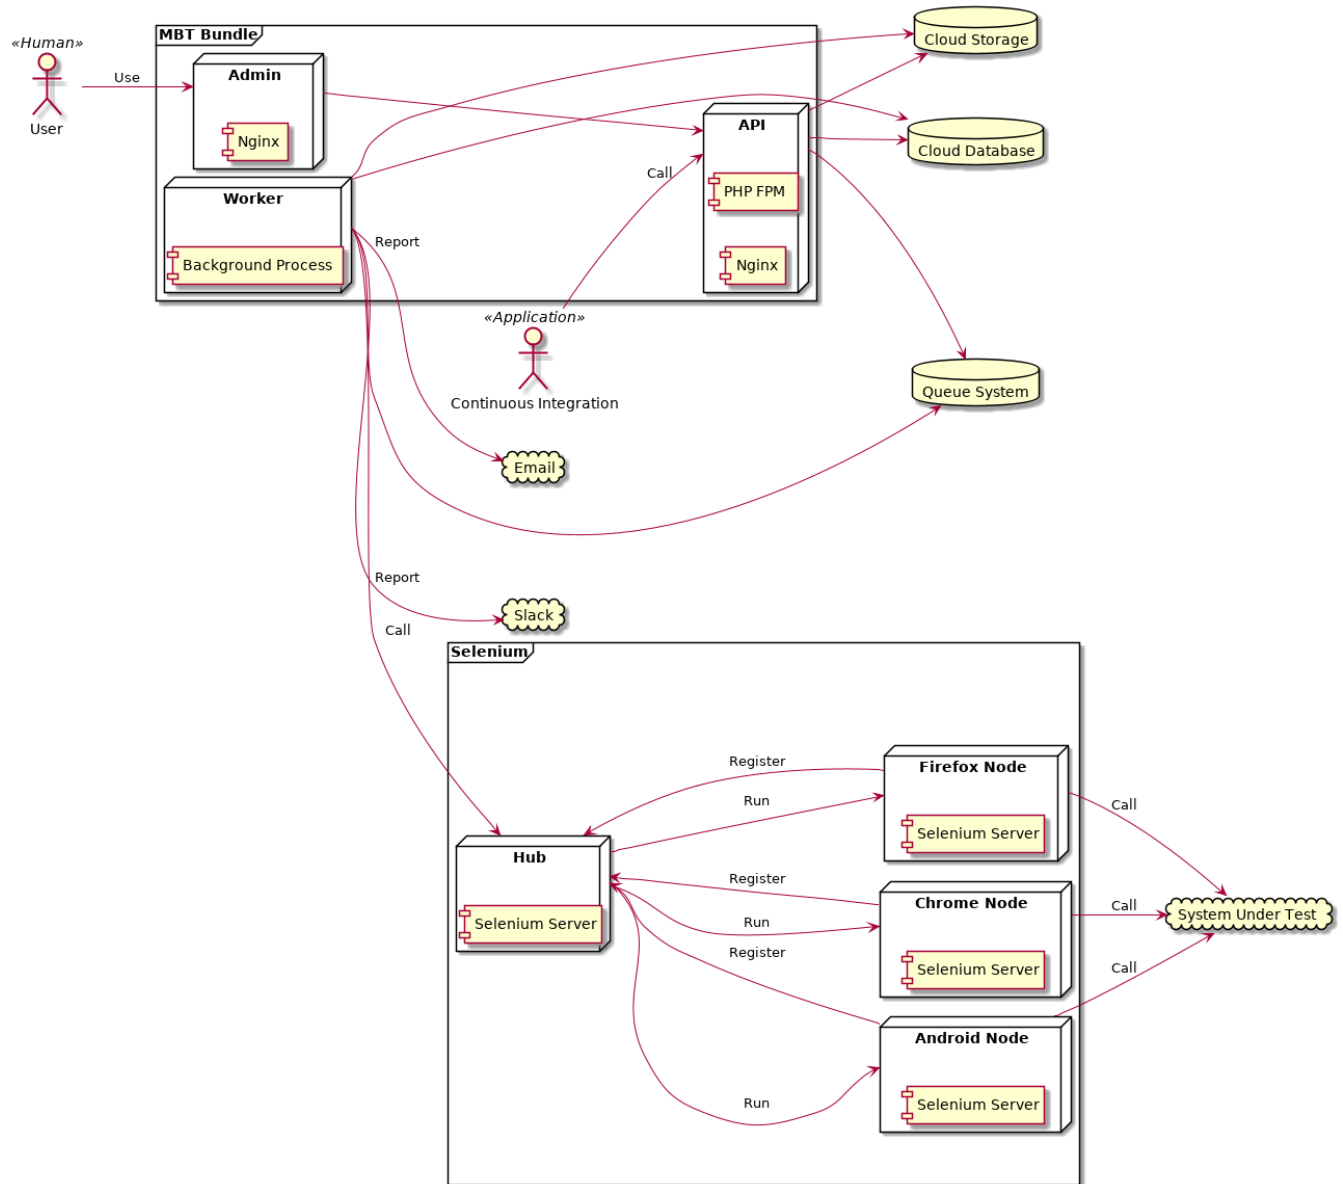 MBT Bundle
Cloud Storage
«Human»
User
Use
Admin
Nginx
API
PHP FPM
Nginx
Cloud Database
Call
Worker
Background Process
Report
«Application»
Continuous Integration
Queue System
Email
Report
Slack
Call
Selenium
Register
Firefox Node
Run
Selenium Server
Call
Hub
Selenium Server
Register
Chrome Node
Run
Selenium Server
Call
System Under Test
Register
Call
Android Node
Run
Selenium Server